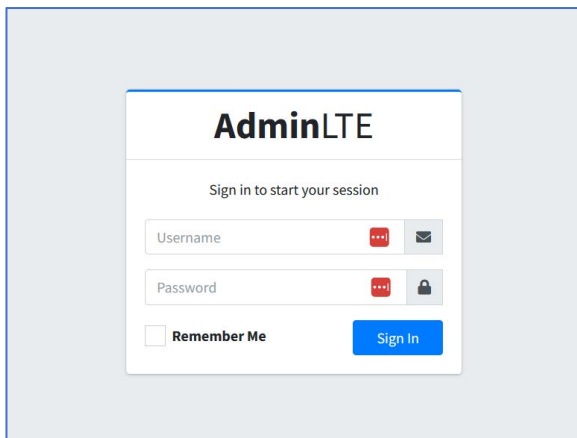 AdminLTE
Sign in to start your session
Username
Password
Remember Me
Sign In